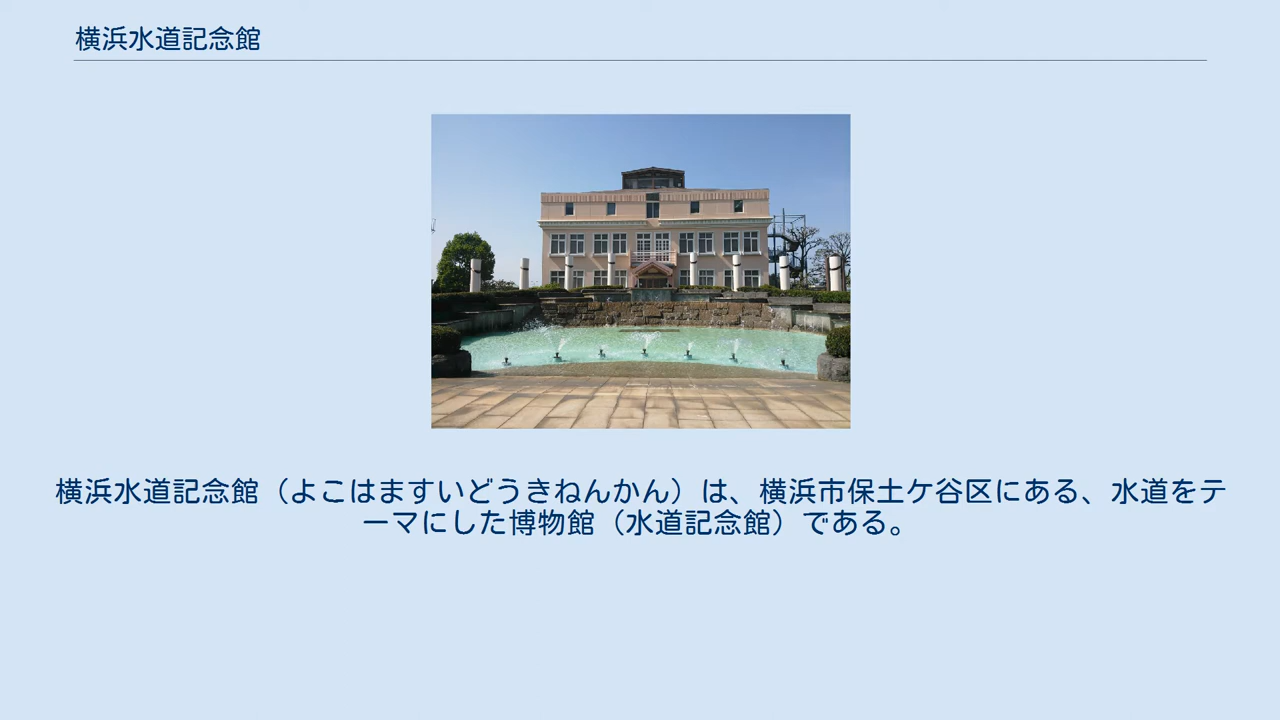 横浜水道記念館
横浜水道記念館（よこはますいどうきねんかん）は、横浜市保土ケ谷区にある、水道をテ
ーマにした博物館（水道記念館）である。